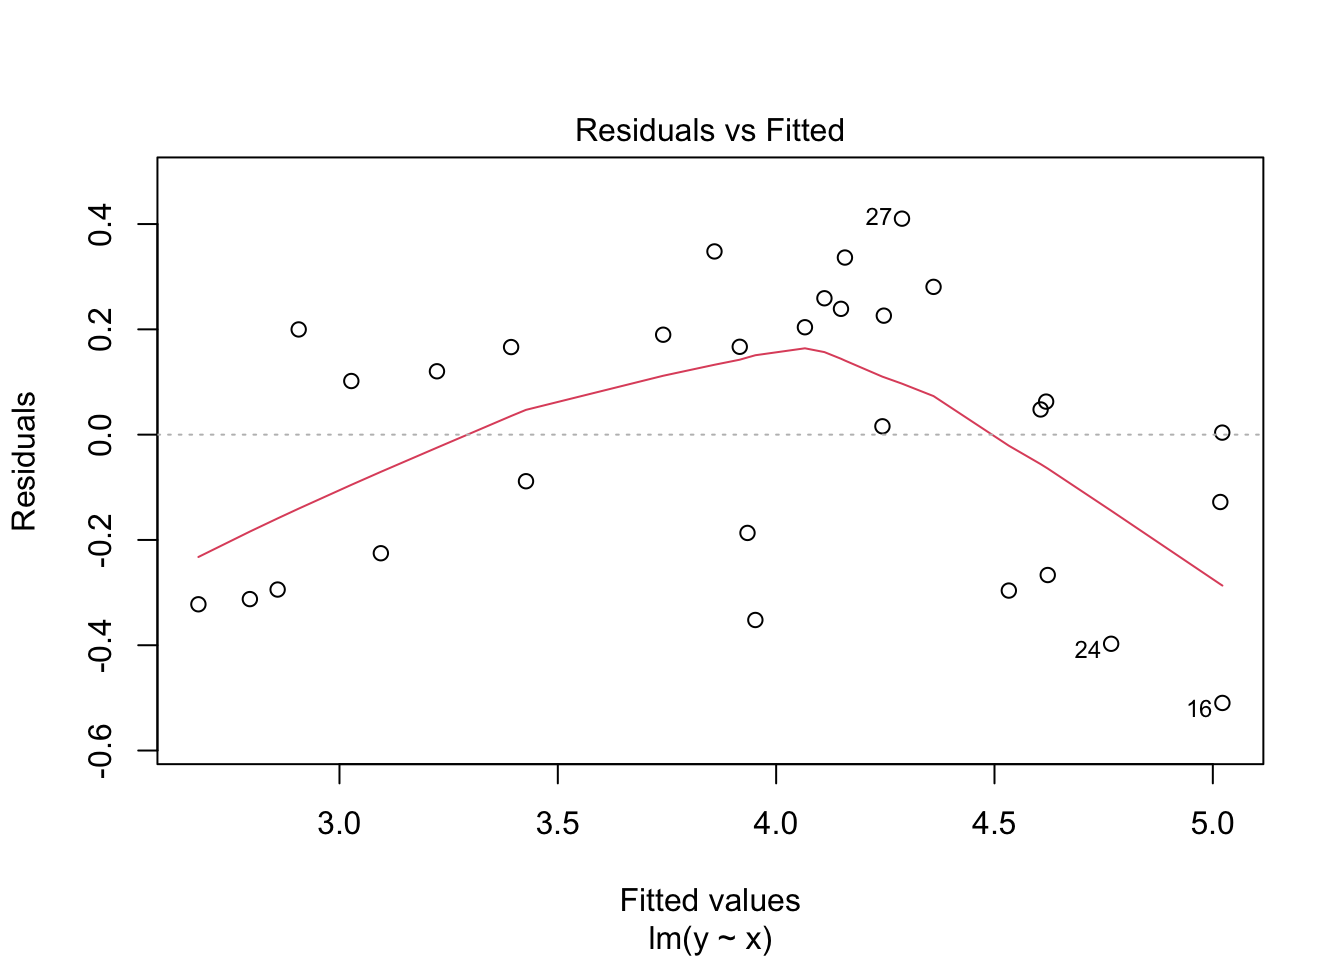 Residuals vs Fitted
Residuals
0.4
0.2
0.0
-0.2
-0.4
-0.6
27
24
16
3.0 3.5 4.0 4.5 5.0
Fitted values
lm(y ~ x)